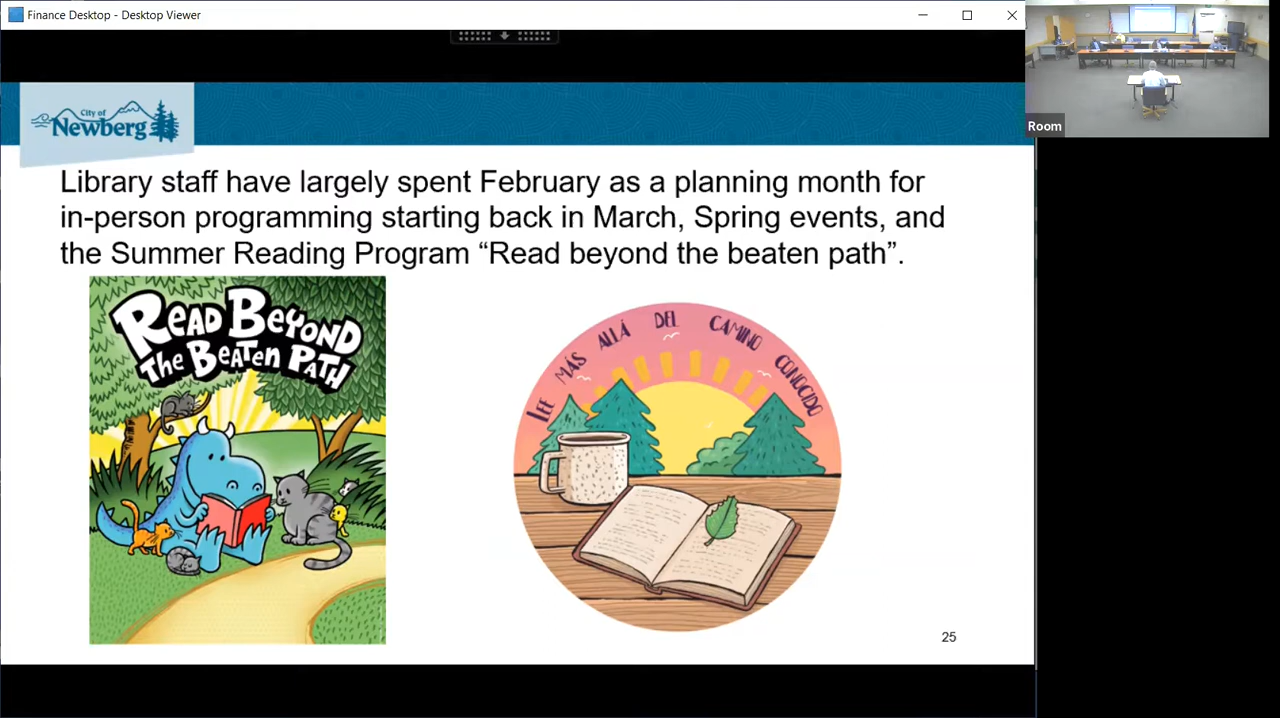 Finance Desktop - Desktop Viewer
Room
City of
Newberg
Library staff have largely spent February as a planning month for
in-person programming starting back in March, Spring events, and
the Summer Reading Program “Read beyond the beaten path”.
READ BEYOND
THE BEATEN PATH
LEE MÁS ALLÁ DEL CAMINO CONOCIDO
25